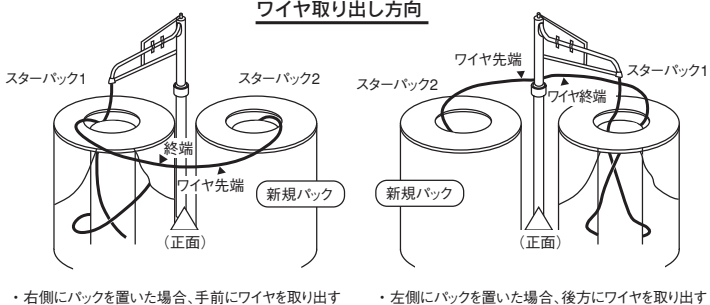 ワイヤ取り出し方向
スターパック1
スターパック2
終端
ワイヤ先端
新規パック
(正面)
・右側にパックを置いた場合、手前にワイヤを取り出す
ワイヤ先端
スターパック2
スターパック1
ワイヤ終端
新規パック
(正面)
・左側にパックを置いた場合、後方にワイヤを取り出す